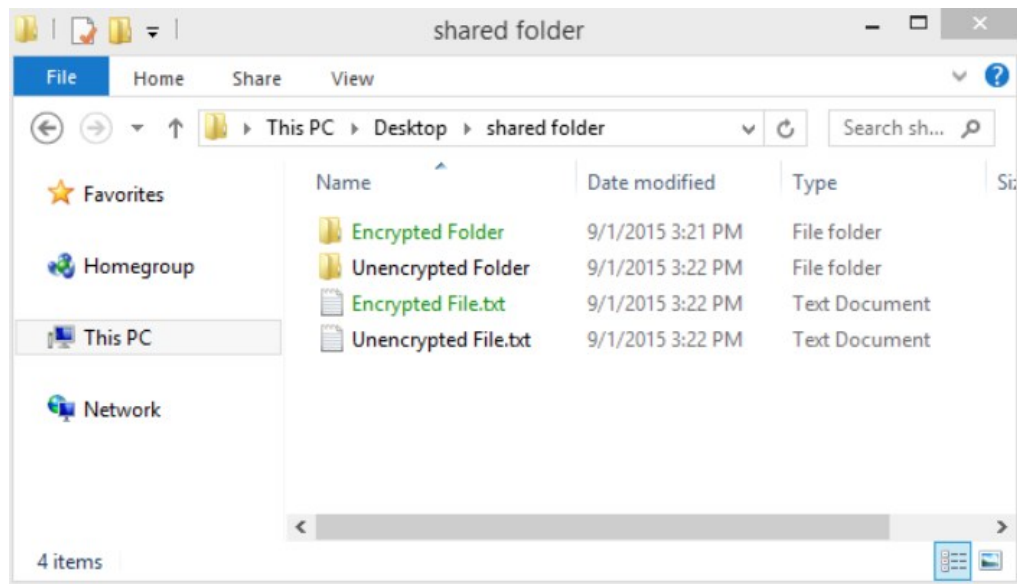 shared folder
File Home Share View
This PC Desktop shared folder Search sh...
Name Date modified Type
Favorites
Encrypted Folder 9/1/2015 3:21 PM File folder
Homegroup Unencrypted Folder 9/1/2015 3:22 PM File folder
Encrypted File.txt 9/1/2015 3:22 PM Text Document
This PC Unencrypted File.txt 9/1/2015 3:22 PM Text Document
Network
4 items